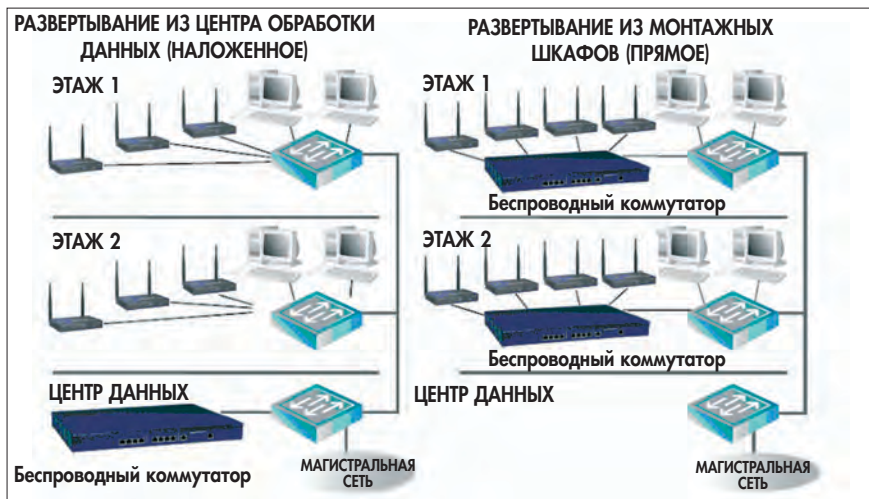 РАЗВЕРТЫВАНИЕ ИЗ ЦЕНТРА ОБРАБОТКИ
ДАННЫХ (НАЛОЖЕННОЕ)
ЭТАЖ 1
ЭТАЖ 2
ЦЕНТР ДАННЫХ
Беспроводный коммутатор
МАГИСТРАЛЬНАЯ
СЕТЬ
РАЗВЕРТЫВАНИЕ ИЗ МОНТАЖНЫХ
ШКАФОВ (ПРЯМОЕ)
ЭТАЖ 1
Беспроводный коммутатор
ЭТАЖ 2
Беспроводный коммутатор
ЦЕНТР ДАННЫХ
МАГИСТРАЛЬНАЯ
СЕТЬ